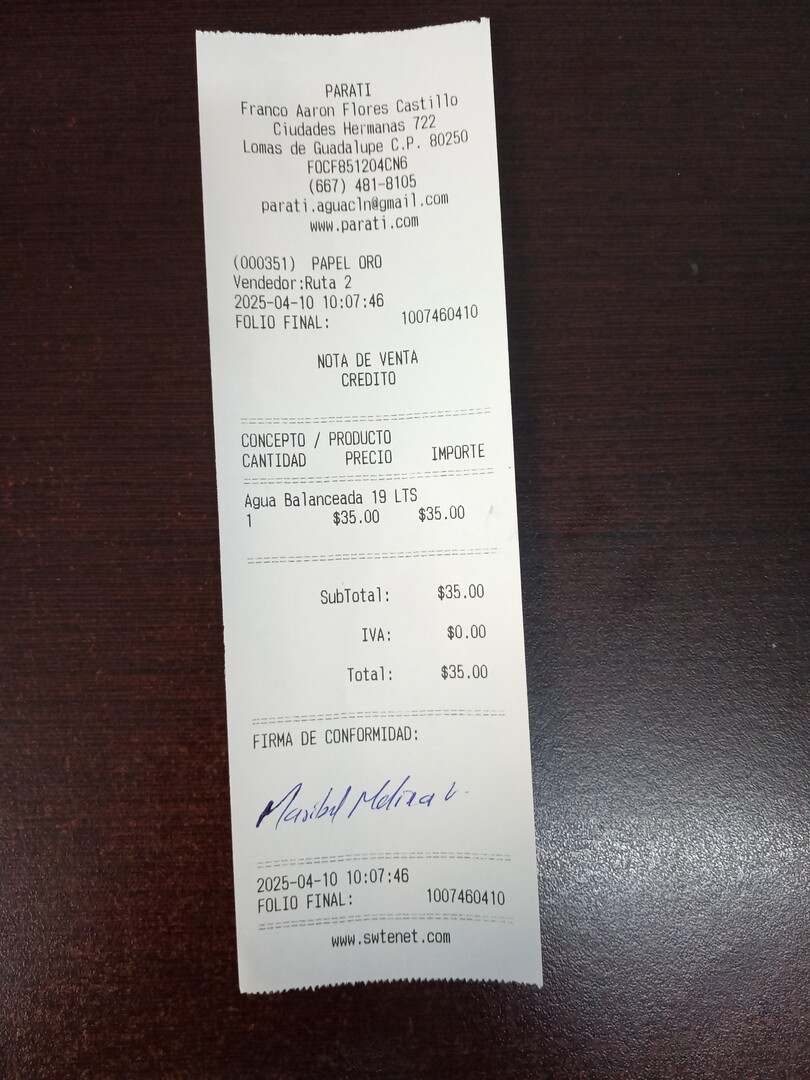 PARATI
Franco Aaron Flores Castillo
Ciudades Hermanas 722
Lomas de Guadalupe C.P. 80250
FOCF851204CN6
(667) 481-8105
parati.aguacln@gmail.com
www.parati.com
(000351) PAPEL ORO
Vendedor:Ruta 2
2025-04-10 10:07:46
FOLIO FINAL: 1007460410
NOTA DE VENTA
CREDITO
CONCEPTO / PRODUCTO
CANTIDAD PRECIO IMPORTE
Agua Balanceada 19 LTS
1 $35.00 $35.00
SubTotal: $35.00
IVA: $0.00
Total: $35.00
FIRMA DE CONFORMIDAD:
Maribel Molina V.
2025-04-10 10:07:46
FOLIO FINAL: 1007460410
www.swtenet.com